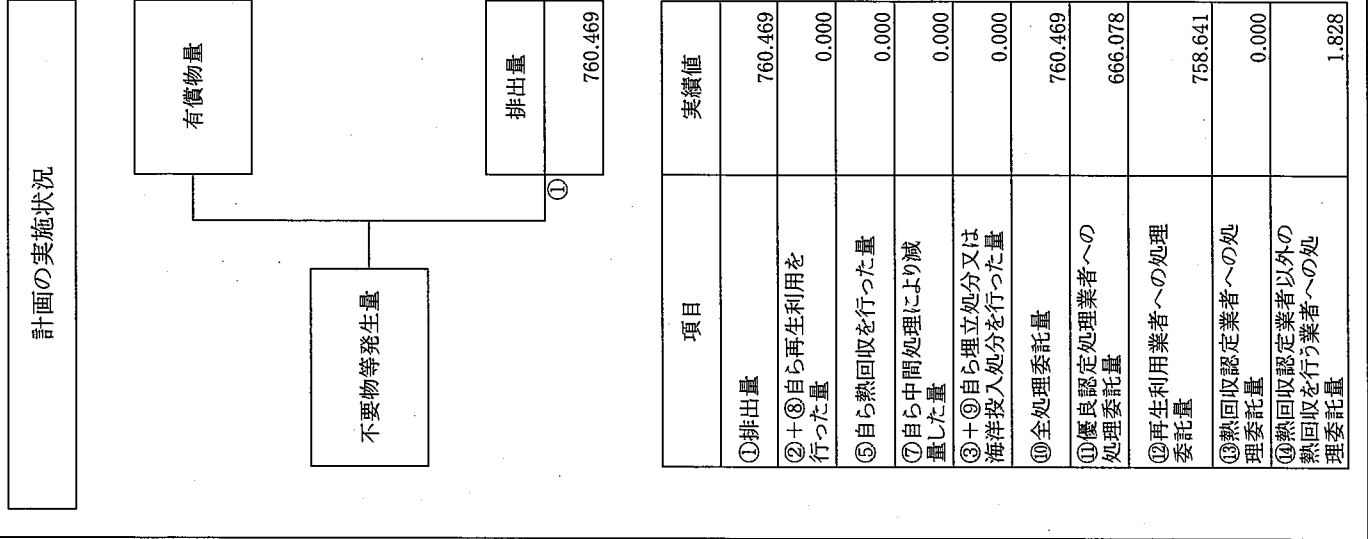 計画の実施状況
有償物量
不要物等発生量
排出量
①
760.469
項目
実績値
①排出量
760.469
②+⑧自ら再生利用を
行った量
0.000
⑤自ら熱回収を行った量
0.000
⑦自ら中間処理により減
量した量
0.000
③+⑨自ら埋立処分又は
海洋投入処分を行った量
0.000
⑩全処理委託量
760.469
⑪優良認定処理業者への
処理委託量
666.078
⑫再生利用業者への処理
委託量
758.641
⑬熱回収認定業者への処
理委託量
0.000
⑭熱回収認定業者以外の
熱回収を行う業者への処
理委託量
1.828